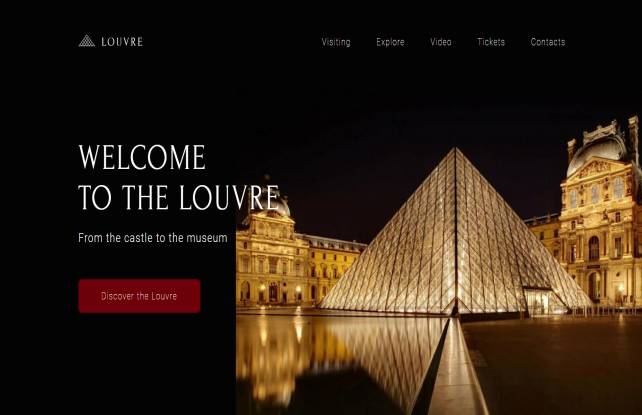 LOUVRE
Visiting Explore Video Tickets Contacts
WELCOME
TO THE LOUVRE
From the castle to the museum
Discover the Louvre